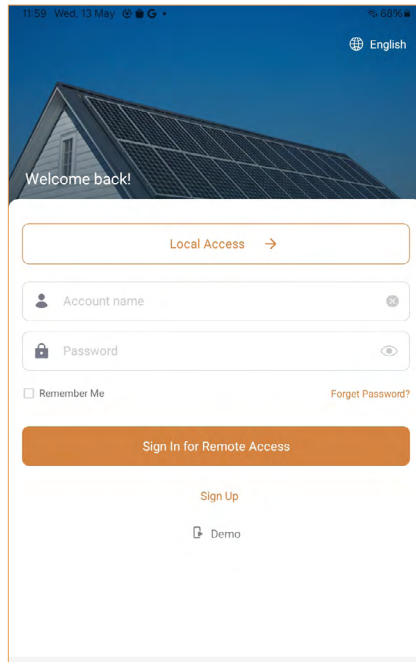 11:59 Wed, 13 May G • 68%
English
Welcome back!
Local Access →
Account name
Password
Remember Me Forget Password?
Sign In for Remote Access
Sign Up
Demo